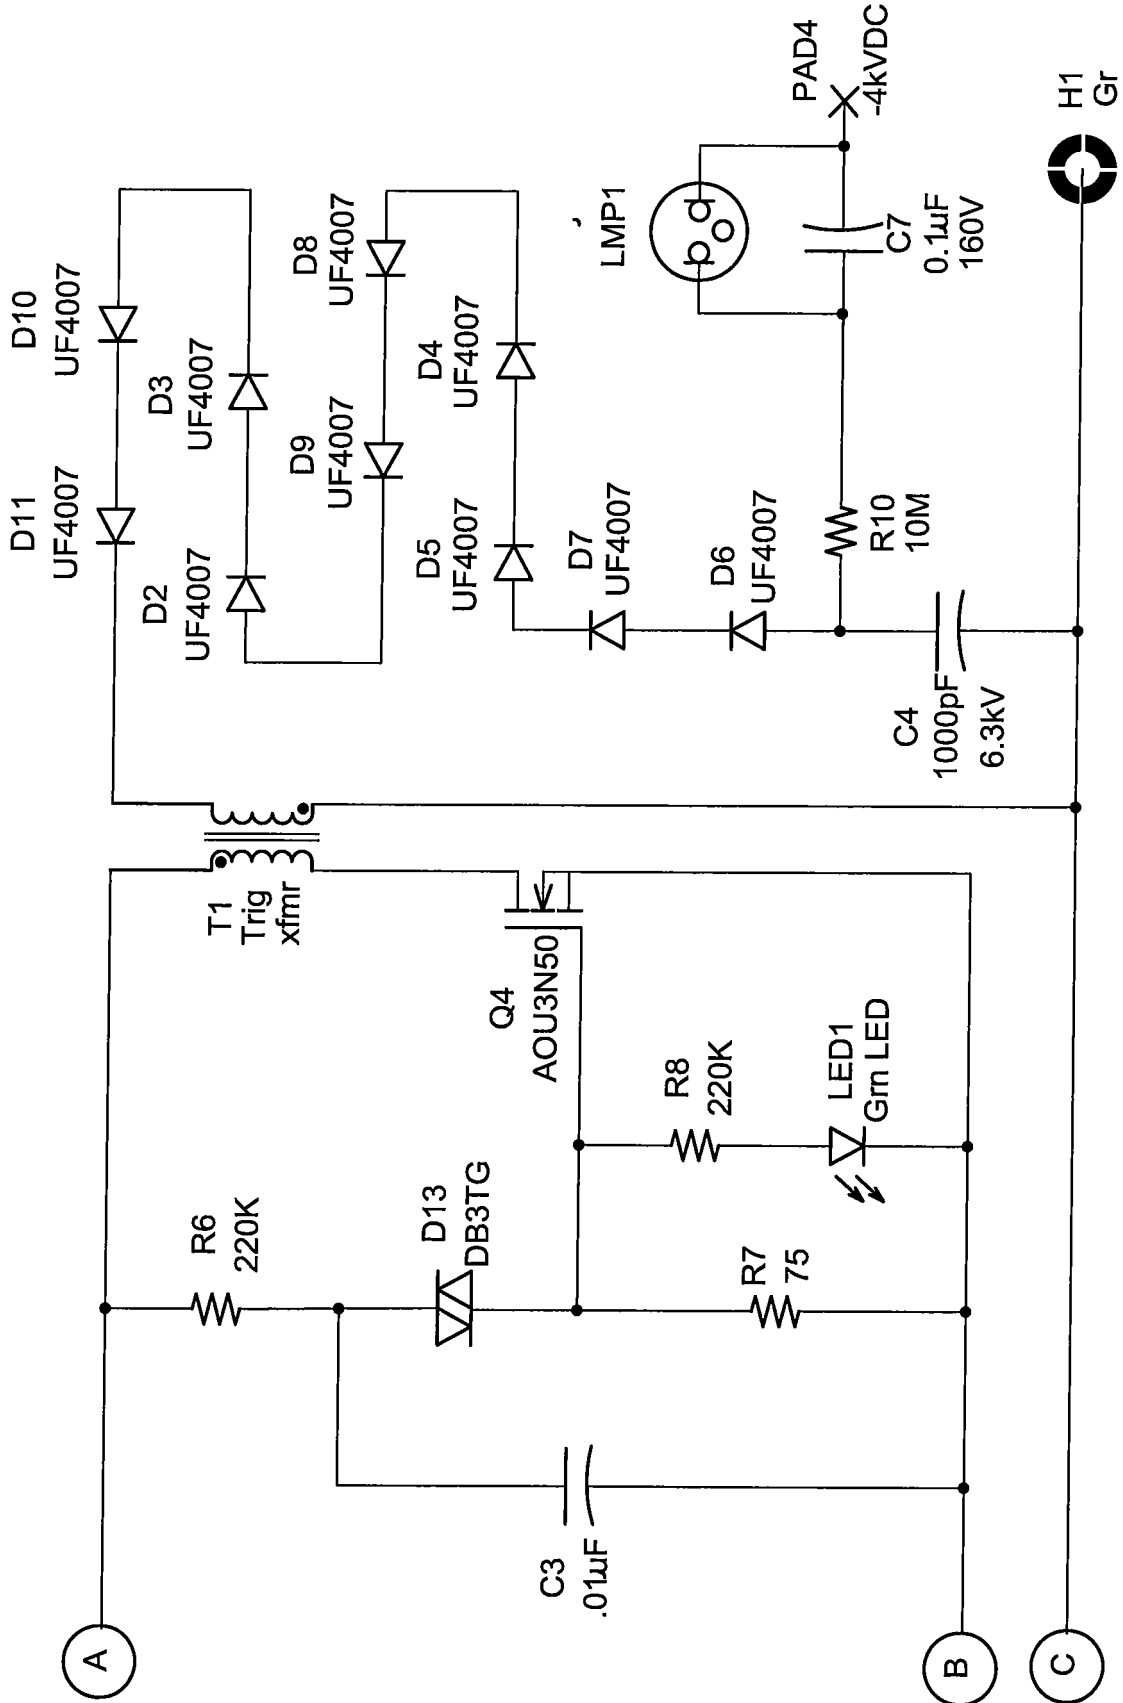 A
B
C
C3
.01µF
R6
220K
D13
DB3TG
R7
75
R8
220K
LED1
Grn LED
Q4
AOU3N50
T1
Trig
xfmr
D11
UF4007
D10
UF4007
D2
UF4007
D3
UF4007
D9
UF4007
D8
UF4007
D5
UF4007
D4
UF4007
D7
UF4007
D6
UF4007
C4
1000pF
6.3kV
R10
10M
LMP1
C7
0.1µF
160V
PAD4
-4kVDC
H1
Gr